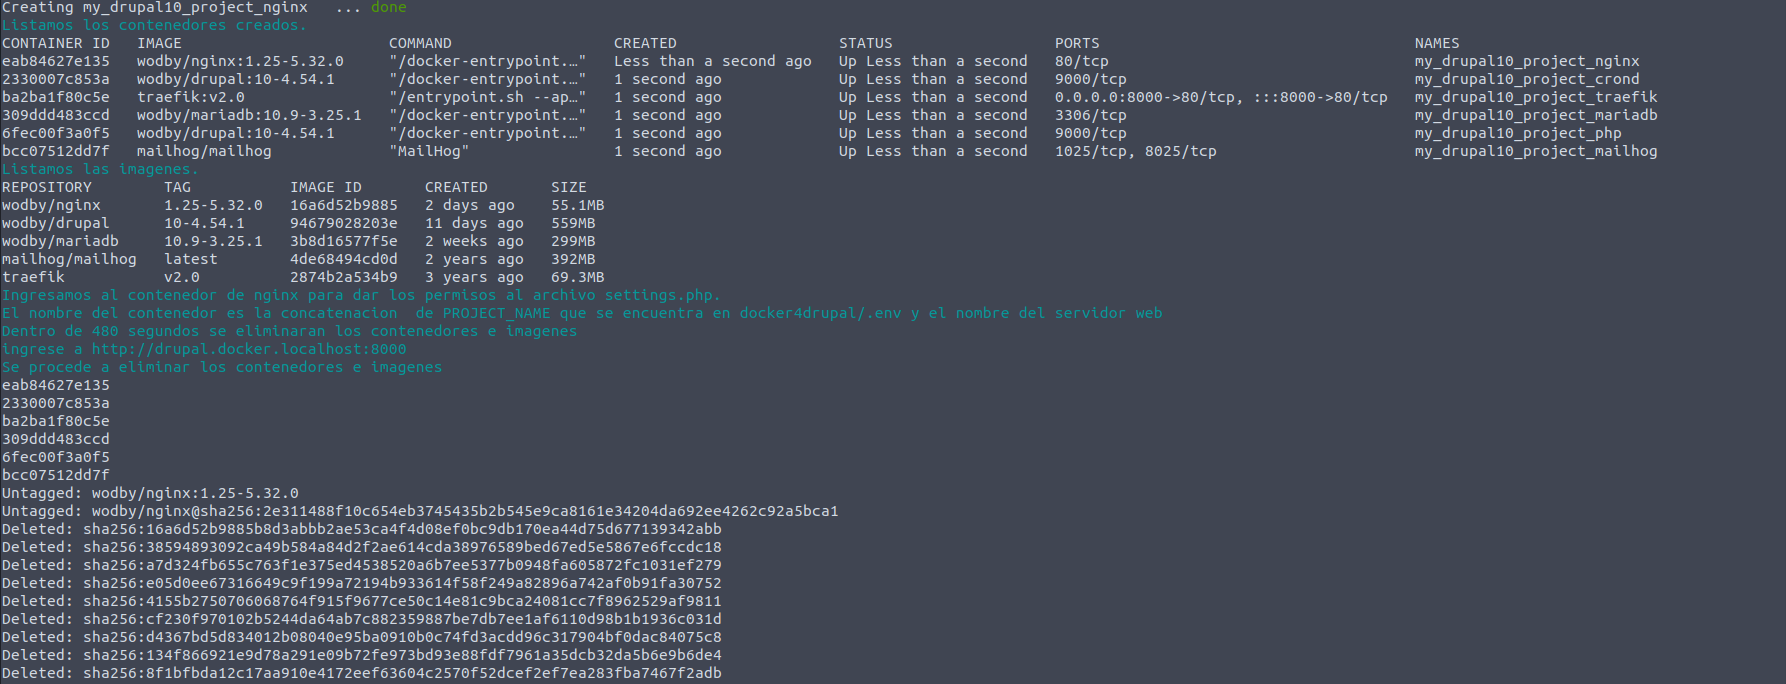 Creating my_drupal10_project_nginx   ... done
Listamos los contenedores creados.
CONTAINER ID   IMAGE                       COMMAND                  CREATED                  STATUS                  PORTS                                   NAMES
eab84627e135   wodby/nginx:1.25-5.32.0     "/docker-entrypoint.…"   Less than a second ago   Up Less than a second   80/tcp                                  my_drupal10_project_nginx
2330007c853a   wodby/drupal:10-4.54.1      "/docker-entrypoint.…"   1 second ago             Up Less than a second   9000/tcp                                my_drupal10_project_crond
ba2ba1f80c5e   traefik:v2.0                "/entrypoint.sh --ap…"   1 second ago             Up Less than a second   0.0.0.0:8000->80/tcp, :::8000->80/tcp   my_drupal10_project_traefik
309ddd483ccd   wodby/mariadb:10.9-3.25.1   "/docker-entrypoint.…"   1 second ago             Up Less than a second   3306/tcp                                my_drupal10_project_mariadb
6fec00f3a0f5   wodby/drupal:10-4.54.1      "/docker-entrypoint.…"   1 second ago             Up Less than a second   9000/tcp                                my_drupal10_project_php
bcc07512dd7f   mailhog/mailhog             "MailHog"                1 second ago             Up Less than a second   1025/tcp, 8025/tcp                      my_drupal10_project_mailhog
Listamos las imagenes.
REPOSITORY        TAG           IMAGE ID       CREATED       SIZE
wodby/nginx       1.25-5.32.0   16a6d52b9885   2 days ago    55.1MB
wodby/drupal      10-4.54.1     94679028203e   11 days ago   559MB
wodby/mariadb     10.9-3.25.1   3b8d16577f5e   2 weeks ago   299MB
mailhog/mailhog   latest        4de68494cd0d   2 years ago   392MB
traefik           v2.0          2874b2a534b9   3 years ago   69.3MB
Ingresamos al contenedor de nginx para dar los permisos al archivo settings.php.
El nombre del contenedor es la concatenacion  de PROJECT_NAME que se encuentra en docker4drupal/.env y el nombre del servidor web
Dentro de 480 segundos se eliminaran los contenedores e imagenes
ingrese a http://drupal.docker.localhost:8000
Se procede a eliminar los contenedores e imagenes
eab84627e135
2330007c853a
ba2ba1f80c5e
309ddd483ccd
6fec00f3a0f5
bcc07512dd7f
Untagged: wodby/nginx:1.25-5.32.0
Untagged: wodby/nginx@sha256:2e311488f10c654eb3745435b2b545e9ca8161e34204da692ee4262c92a5bca1
Deleted: sha256:16a6d52b9885b8d3abbb2ae53ca4f4d08ef0bc9db170ea44d75d677139342abb
Deleted: sha256:38594893092ca49b584a84d2f2ae614cda38976589bed67ed5e5867e6fccdc18
Deleted: sha256:a7d324fb655c763f1e375ed4538520a6b7ee5377b0948fa605872fc1031ef279
Deleted: sha256:e05d0ee67316649c9f199a72194b933614f58f249a82896a742af0b91fa30752
Deleted: sha256:4155b2750706068764f915f9677ce50c14e81c9bca24081cc7f8962529af9811
Deleted: sha256:cf230f970102b5244da64ab7c882359887be7db7ee1af6110d98b1b1936c031d
Deleted: sha256:d4367bd5d834012b08040e95ba0910b0c74fd3acdd96c317904bf0dac84075c8
Deleted: sha256:134f866921e9d78a291e09b72fe973bd93e88fdf7961a35dcb32da5b6e9b6de4
Deleted: sha256:8f1bfbda12c17aa910e4172eef63604c2570f52dcef2ef7ea283fba7467f2adb